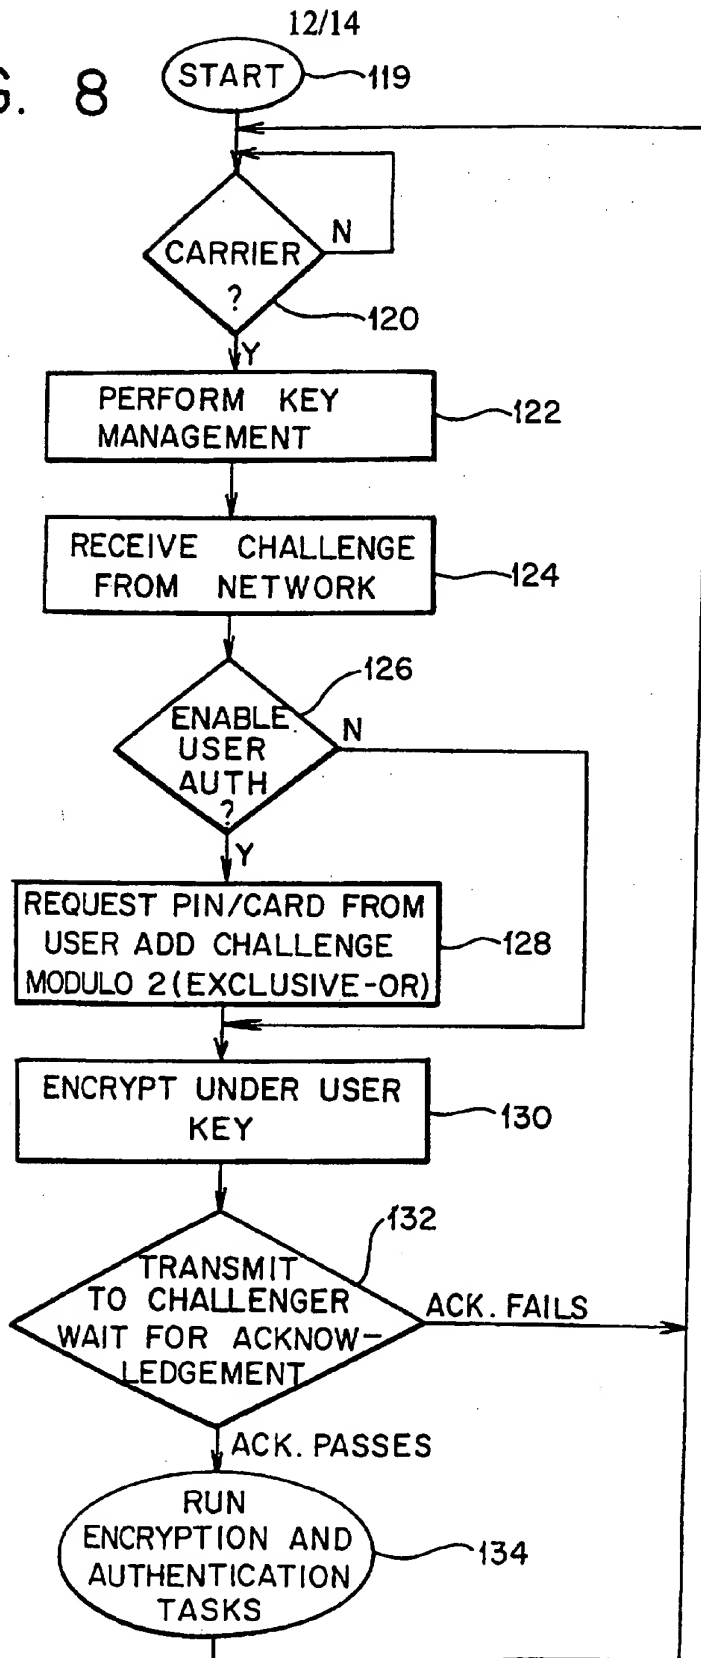 12/14
G. 8
START
119
CARRIER
?
N
120
Y
PERFORM KEY
MANAGEMENT
122
RECEIVE CHALLENGE
FROM NETWORK
124
126
ENABLE
USER
AUTH
?
N
Y
REQUEST PIN/CARD FROM
USER ADD CHALLENGE
MODULO 2 (EXCLUSIVE-OR)
128
ENCRYPT UNDER USER
KEY
130
132
TRANSMIT
TO CHALLENGER
WAIT FOR ACKNOW-
LEDGEMENT
ACK. FAILS
ACK. PASSES
RUN
ENCRYPTION AND
AUTHENTICATION
TASKS
134